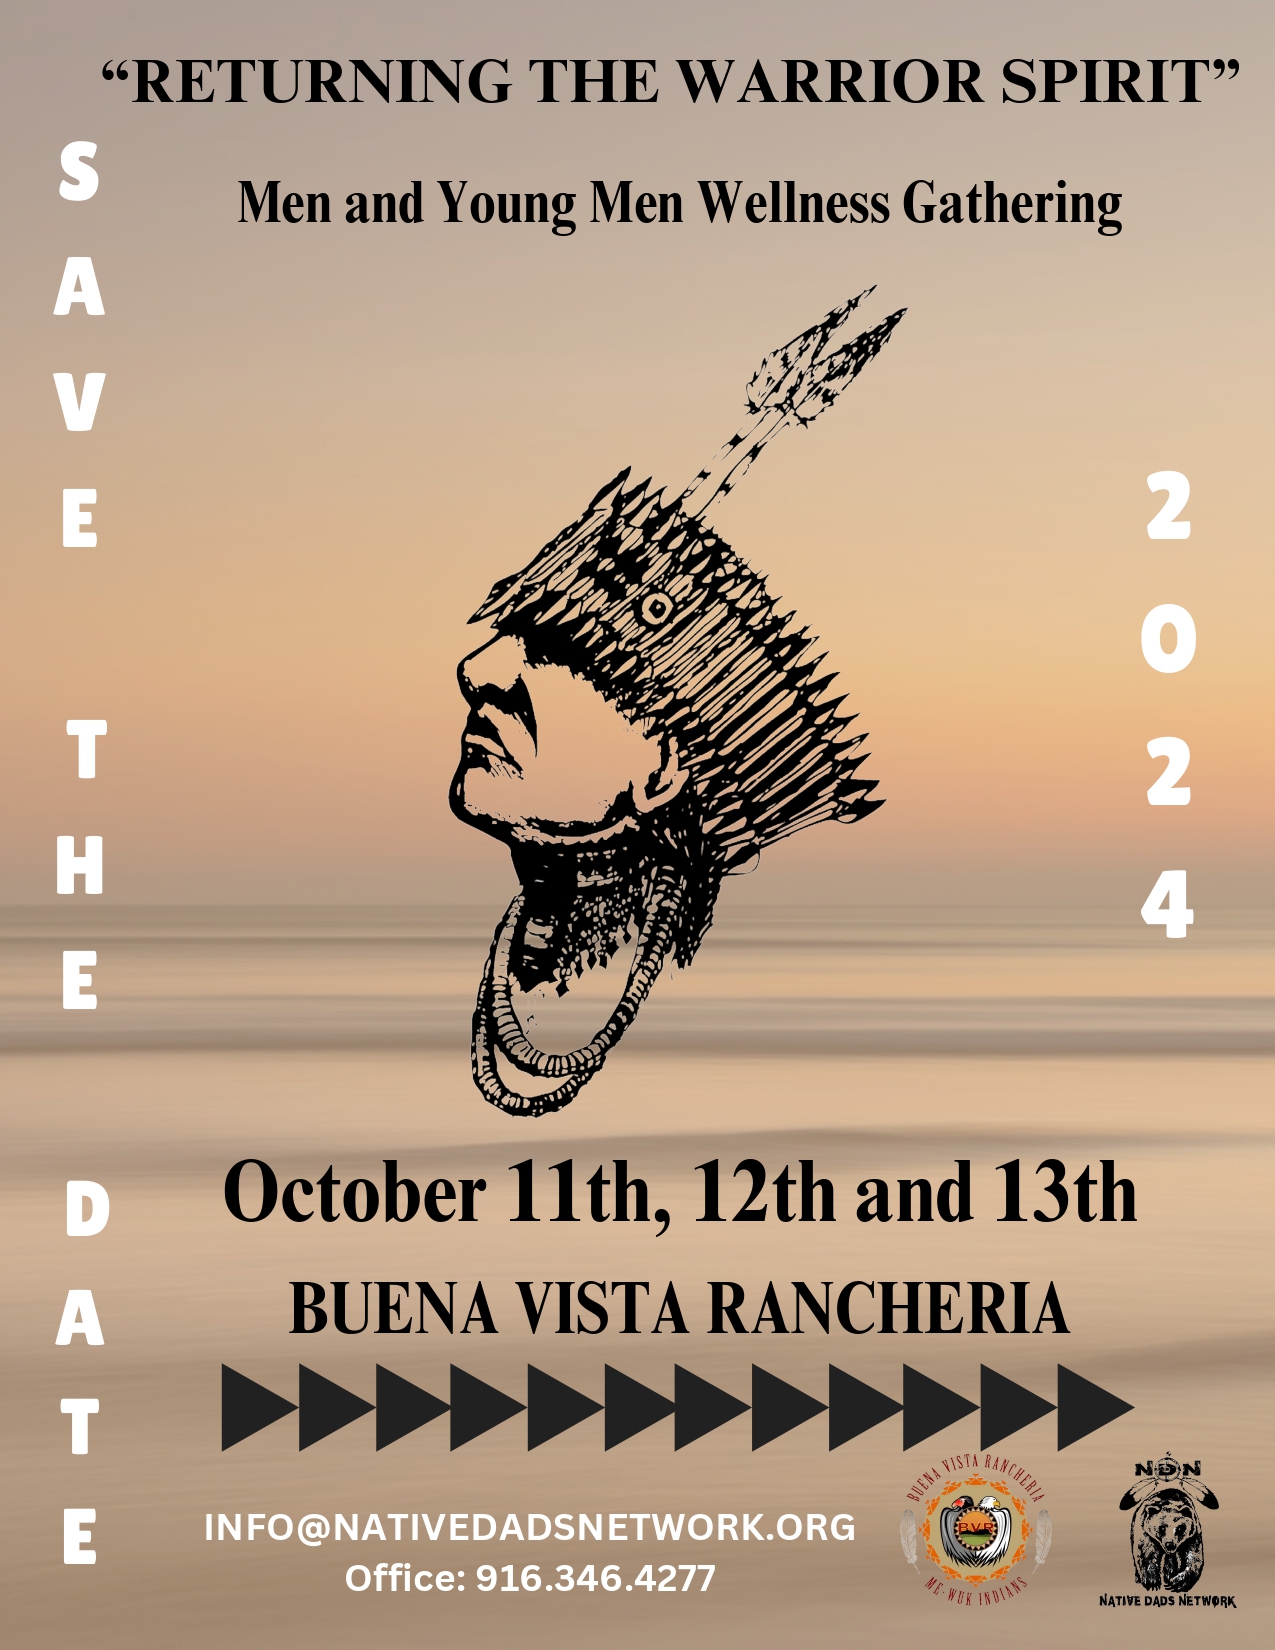 “RETURNING THE WARRIOR SPIRIT”
Men and Young Men Wellness Gathering
SAVE THE DATE
2024
October 11th, 12th and 13th
BUENA VISTA RANCHERIA
INFO@NATIVEDADSNETWORK.ORG
Office: 916.346.4277
BUENA VISTA RANCHERIA
B.V.R
ME-WUK INDIANS
NDN
NATIVE DADS NETWORK